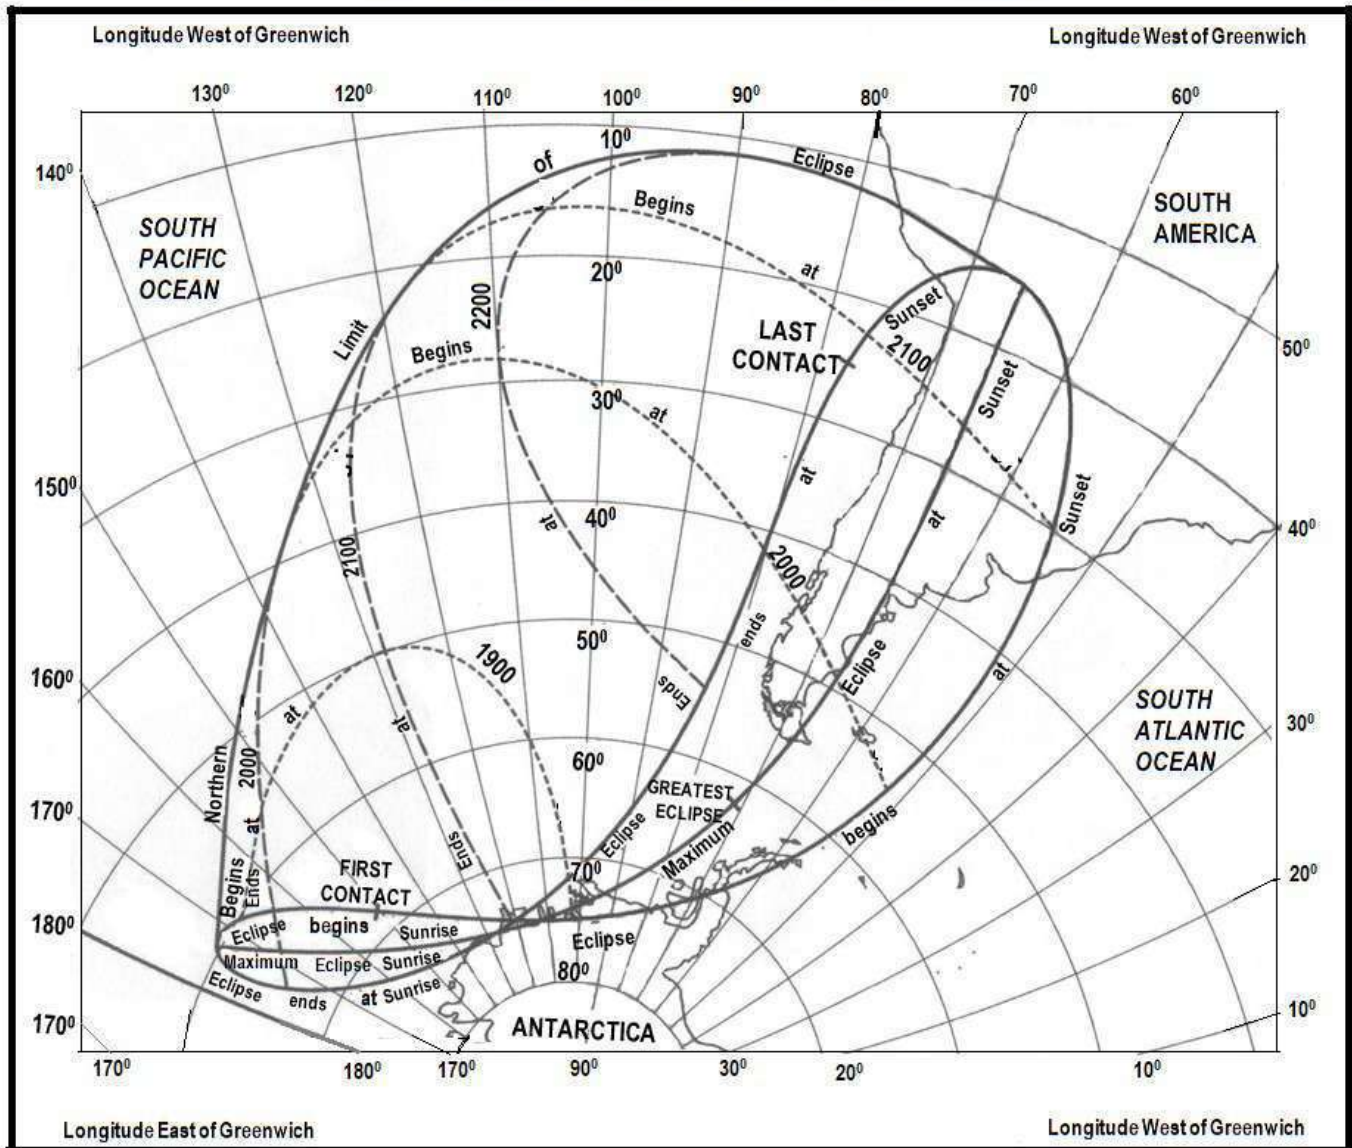 Longitude West of Greenwich
Longitude West of Greenwich
130⁰ 120⁰ 110⁰ 100⁰ 90⁰ 80⁰ 70⁰ 60⁰
140⁰
10⁰
of
Eclipse
SOUTH
PACIFIC
OCEAN
Begins
SOUTH
AMERICA
20⁰
at
2200
Sunset
Limit
Begins
LAST
CONTACT
2100
50⁰
30⁰
at
Sunset
150⁰
at
40⁰
at
at
Sunset
40⁰
2100
2000
50⁰
ends
1900
160⁰
Ends
Eclipse
at
at
at
SOUTH
ATLANTIC
OCEAN
30⁰
Northern
2000
60⁰
GREATEST
ECLIPSE
170⁰
at
Ends
Eclipse
Maximum
begins
Begins
Ends
FIRST
CONTACT
70⁰
20⁰
180⁰
Eclipse begins Sunrise
Eclipse
Maximum Eclipse Sunrise
80⁰
Eclipse ends at Sunrise
170⁰
ANTARCTICA
10⁰
170⁰ 180⁰ 170⁰ 90⁰ 30⁰ 20⁰ 10⁰
Longitude East of Greenwich
Longitude West of Greenwich